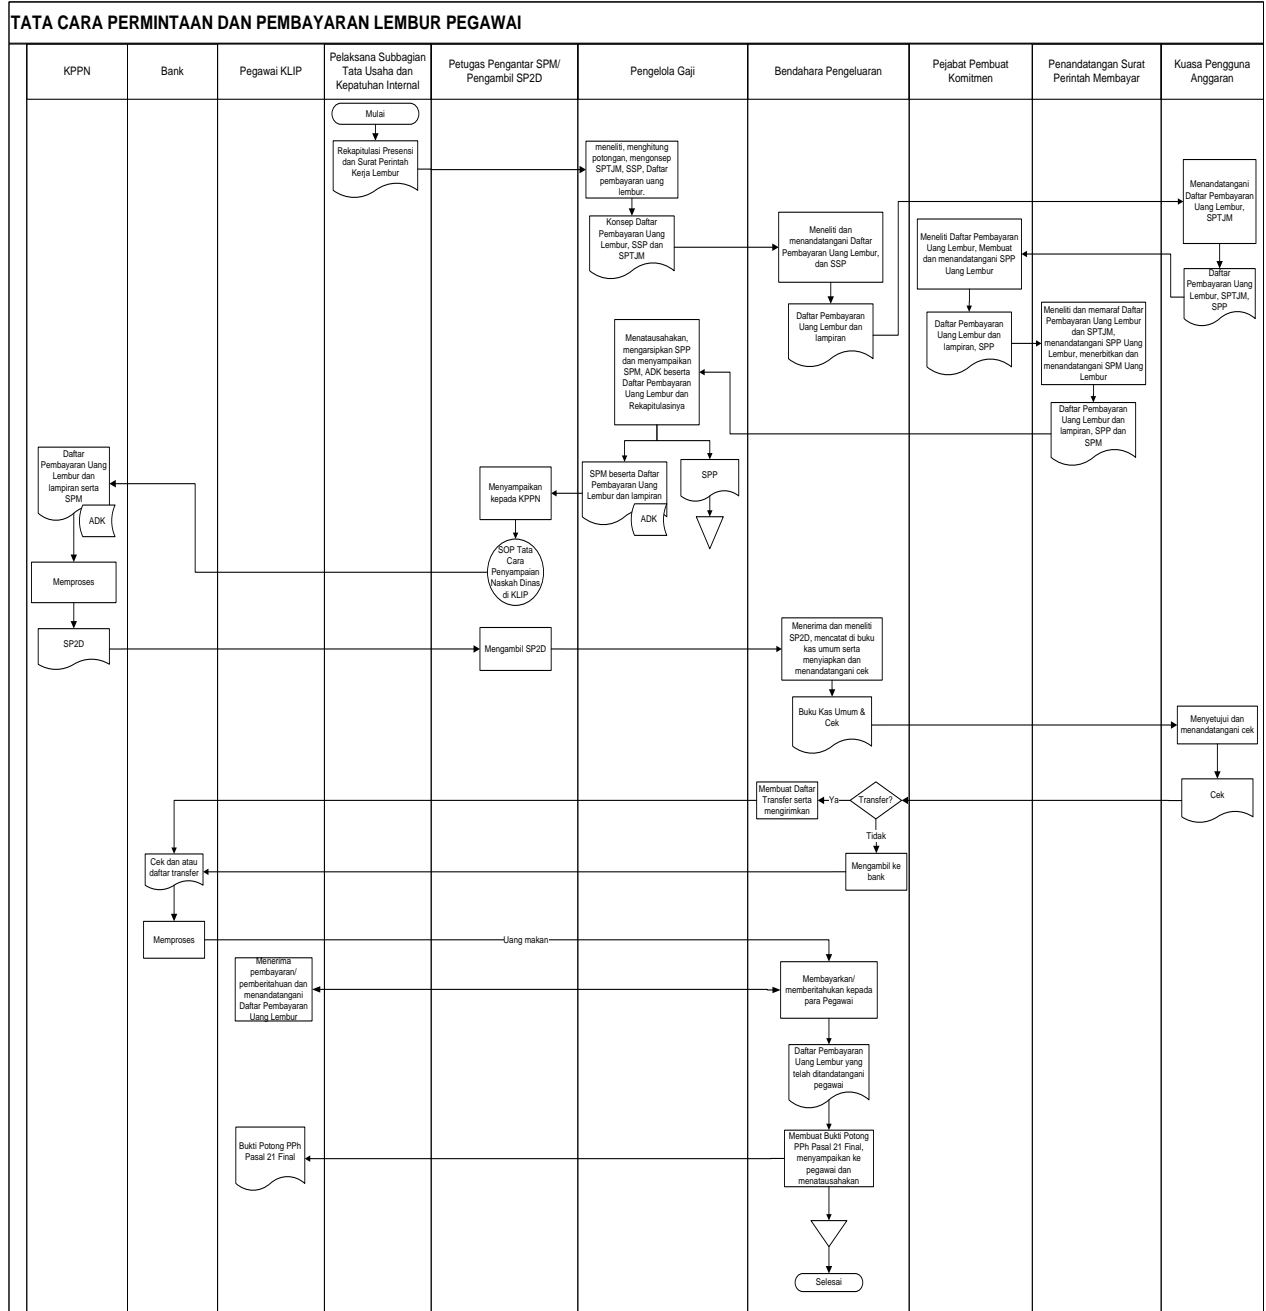 TATA CARA PERMINTAAN DAN PEMBAYARAN LEMBUR PEGAWAI
KPPN
Bank
Pegawai KLIP
Pelaksana Subbagian
Tata Usaha dan
Kepatuhan Internal
Petugas Pengantar SPM/
Pengambil SP2D
Pengelola Gaji
Bendahara Pengeluaran
Pejabat Pembuat
Komitmen
Penandatangan Surat
Perintah Membayar
Kuasa Pengguna
Anggaran
Mulai
Rekapitulasi Presensi
dan Surat Perintah
Kerja Lembur
meneliti, menghitung
potongan, mengonsep
SPTJM, SSP, Daftar
pembayaran uang
lembur.
Konsep Daftar
Pembayaran Uang
Lembur, SSP dan
SPTJM
Meneliti dan
menandatangani Daftar
Pembayaran Uang Lembur,
dan SSP
Daftar Pembayaran
Uang Lembur dan
lampiran
Menandatangani
Daftar Pembayaran
Uang Lembur,
SPTJM
Daftar
Pembayaran Uang
Lembur, SPTJM,
SPP
Meneliti Daftar Pembayaran
Uang Lembur, Membuat
dan menandatangani SPP
Uang Lembur
Daftar Pembayaran
Uang Lembur dan
lampiran, SPP
Meneliti dan memaraf Daftar
Pembayaran Uang Lembur
dan SPTJM,
menandatangani SPP Uang
Lembur, menerbitkan dan
menandatangani SPM Uang
Lembur
Daftar Pembayaran
Uang Lembur dan
lampiran, SPP dan
SPM
Menatausahakan,
mengarsipkan SPP
dan menyampaikan
SPM, ADK beserta
Daftar Pembayaran
Uang Lembur dan
Rekapitulasinya
SPM beserta Daftar
Pembayaran Uang
Lembur dan lampiran
ADK
SPP
Menyampaikan
kepada KPPN
SOP Tata
Cara
Penyampaian
Naskah Dinas
di KLIP
Daftar
Pembayaran Uang
Lembur dan
lampiran serta
SPM
ADK
Memproses
SP2D
Mengambil SP2D
Menerima dan meneliti
SP2D, mencatat di buku
kas umum serta
menyiapkan dan
menandatangani cek
Buku Kas Umum &
Cek
Menyetujui dan
menandatangani cek
Cek
Transfer?
Ya
Membuat Daftar
Transfer serta
mengirimkan
Tidak
Mengambil ke
bank
Cek dan atau
daftar transfer
Memproses
Uang makan
Membayarkan/
memberitahukan kepada
para Pegawai
Menerima
pembayaran/
pemberitahuan dan
menandatangani
Daftar Pembayaran
Uang Lembur
Daftar Pembayaran
Uang Lembur yang
telah ditandatangani
pegawai
Membuat Bukti Potong
PPh Pasal 21 Final,
menyampaikan ke
pegawai dan
menatausahakan
Bukti Potong PPh
Pasal 21 Final
Selesai